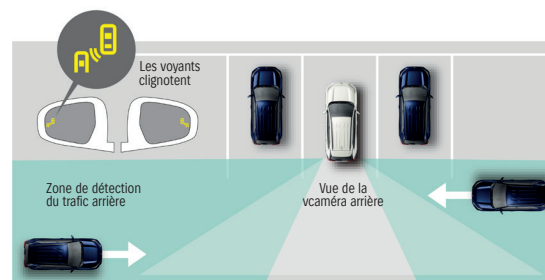 Les voyants
clignotent
Zone de détection
du trafic arrière
Vue de la
vcaméra arrière